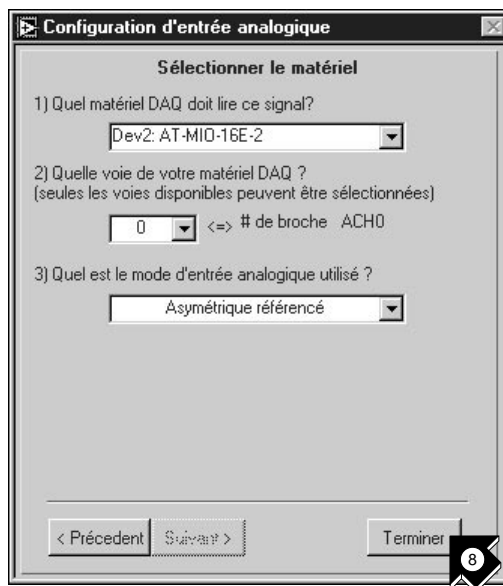 Configuration d'entrée analogique
Sélectionner le matériel
1) Quel matériel DAQ doit lire ce signal?
Dev2: AT-MIO-16E-2
2) Quelle voie de votre matériel DAQ ?
(seules les voies disponibles peuvent être sélectionnées)
0 <=> # de broche ACH0
3) Quel est le mode d'entrée analogique utilisé ?
Asymétrique référencé
< Précedent Suivant > Terminer
8